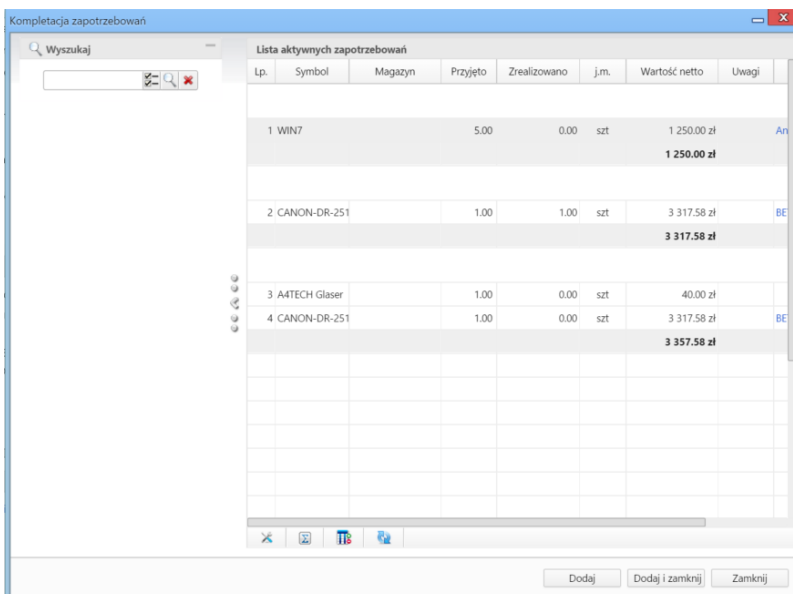 Kompletacja zapotrzebowań
Wyszukaj
Lista aktywnych zapotrzebowań
Lp. Symbol Magazyn Przyjęto Zrealizowano j.m. Wartość netto Uwagi
1 WIN7 5.00 0.00 szt 1 250.00 zł An
1 250.00 zł
2 CANON-DR-251 1.00 1.00 szt 3 317.58 zł BE
3 317.58 zł
3 A4TECH Glaser 1.00 0.00 szt 40.00 zł
4 CANON-DR-251 1.00 0.00 szt 3 317.58 zł BE
3 357.58 zł
Dodaj Dodaj i zamknij Zamknij